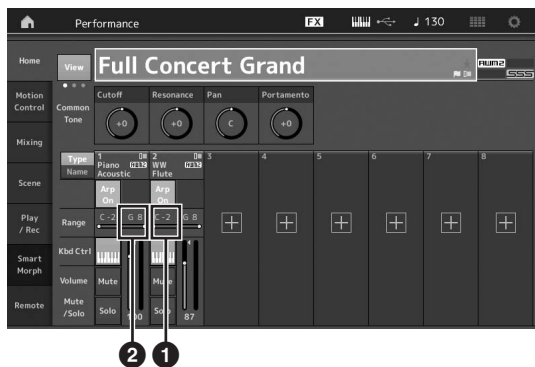 Performance
FX
130
Home
View
Full Concert Grand
AWM2
Motion
Control
Common
Tone
Cutoff
Resonance
Pan
Portamento
+0
+0
C
+0
Mixing
Type
Name
1
Piano
Acoustic
AWM2
2
WW
Flute
AWM2
3
4
5
6
7
8
Scene
Arp
On
Arp
On
Play
/ Rec
Range
C -2
G 8
C -2
Smart
Morph
Kbd Ctrl
Volume
Mute
Mute
Remote
Mute
/Solo
Solo
100
Solo
87
2
1